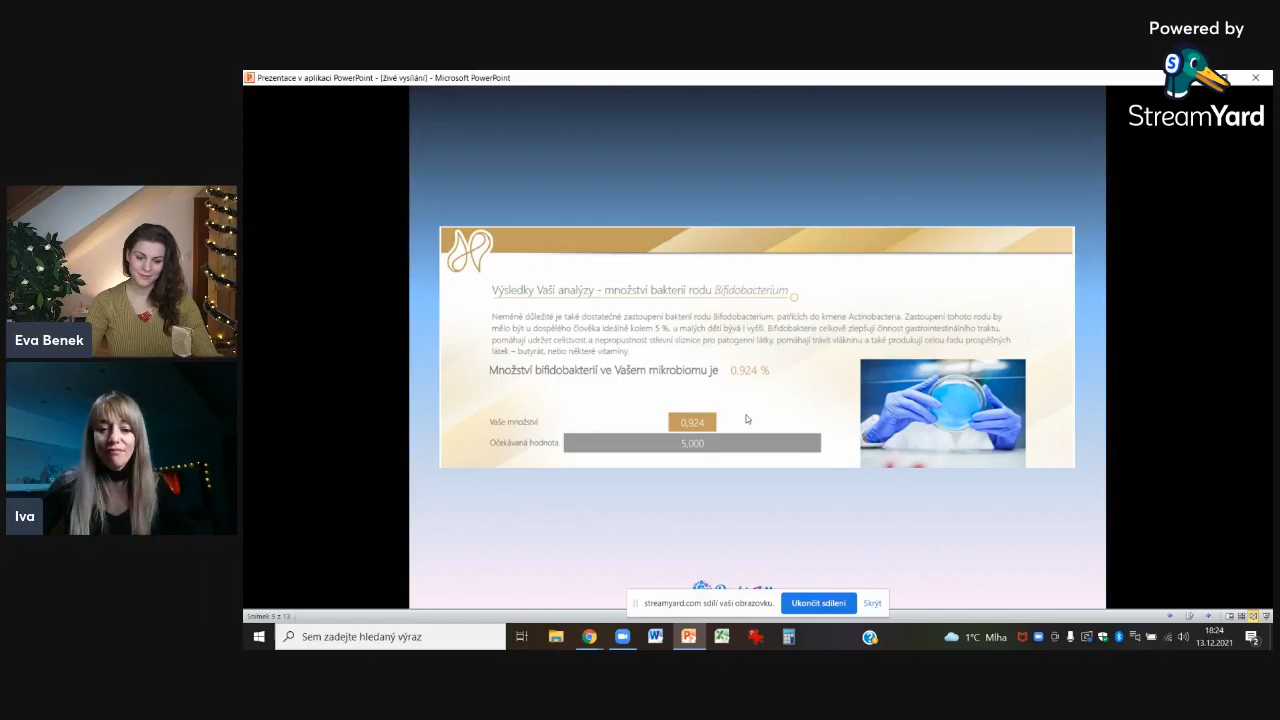 Powered by
StreamYard
Prezentace v aplikaci PowerPoint - [živé vysílání] - Microsoft PowerPoint
Eva Benek
Iva
Výsledky Vaší analýzy - množství bakterií rodu Bifidobacterium
Neméně důležité je také dostatečné zastoupení bakterií rodu Bifodobacterium, patřících do kmene Actinobacteria. Zastoupení tohoto rodu by
mělo být u dospělého člověka ideálně kolem 5 %, u malých dětí bývá i vyšší. Bifidobakterie celkově zlepšují činnost gastrointestinálního traktu,
pomáhají udržet celistvost a nepropustnost střevní sliznice pro patogenní látky, pomáhají trávit vlákninu a také produkují celou řadu prospěšných
látek – butyrát, nebo některé vitamíny.
Množství bifidobakterií ve Vašem mikrobiomu je 0.924 %
Vaše množství 0,924
Očekávaná hodnota 5,000
streamyard.com sdílí vaši obrazovku.
Ukončit sdílení
Skrýt
Snímek 9 z 13
Sem zadejte hledaný výraz
1°C Mlha
18:24
13.12.2021